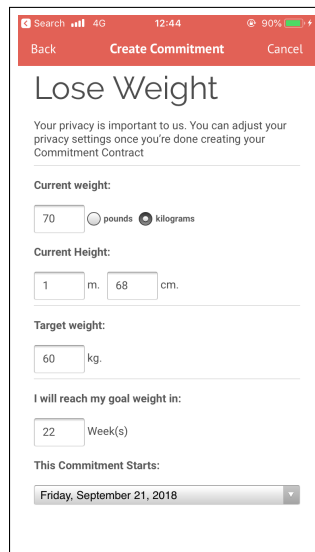 Search 4G 12:44 90%
Back Create Commitment Cancel
Lose Weight
Your privacy is important to us. You can adjust your
privacy settings once you're done creating your
Commitment Contract
Current weight:
70 pounds kilograms
Current Height:
1 m. 68 cm.
Target weight:
60 kg.
I will reach my goal weight in:
22 Week(s)
This Commitment Starts:
Friday, September 21, 2018